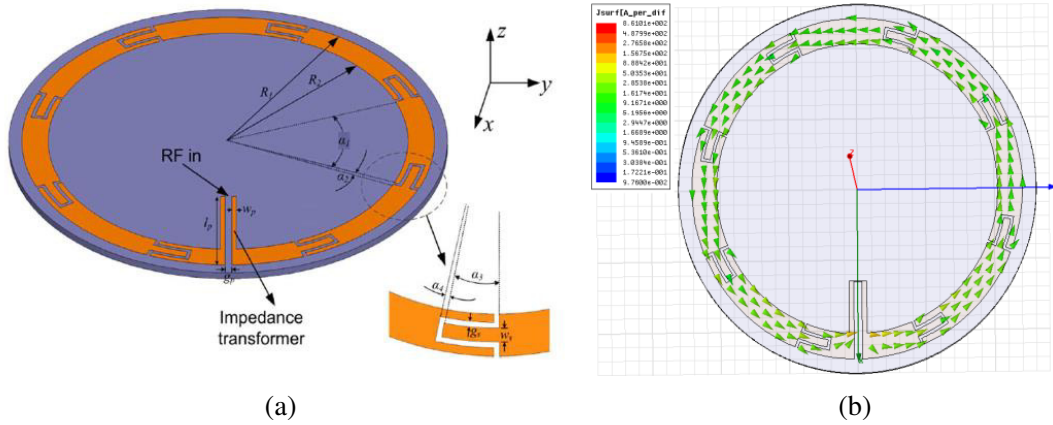 z
y
x
R₁
R₂
α₁
α₂
RF in
lₚ
wₚ
gₚ
Impedance
transformer
α₃
α₄
gₛ
wₛ
(a)
Jsurf[A_per_dif
8.6101e+002
4.8799e+002
2.7658e+002
1.5675e+002
8.8842e+001
5.0353e+001
2.8538e+001
1.6174e+001
9.1671e+000
5.1956e+000
2.9447e+000
1.6689e+000
9.4589e-001
5.3610e-001
3.0384e-001
1.7221e-001
9.7600e-002
(b)